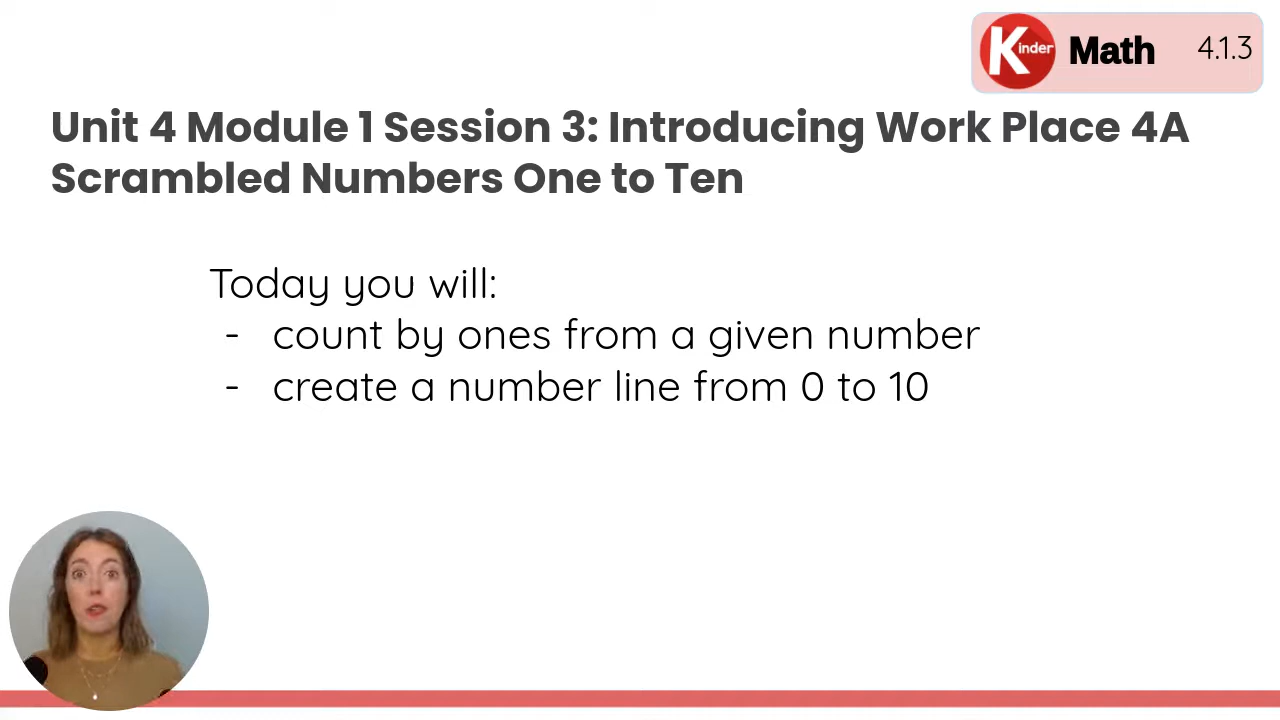 Kinder Math 4.1.3
Unit 4 Module 1 Session 3: Introducing Work Place 4A
Scrambled Numbers One to Ten
Today you will:
- count by ones from a given number
- create a number line from 0 to 10